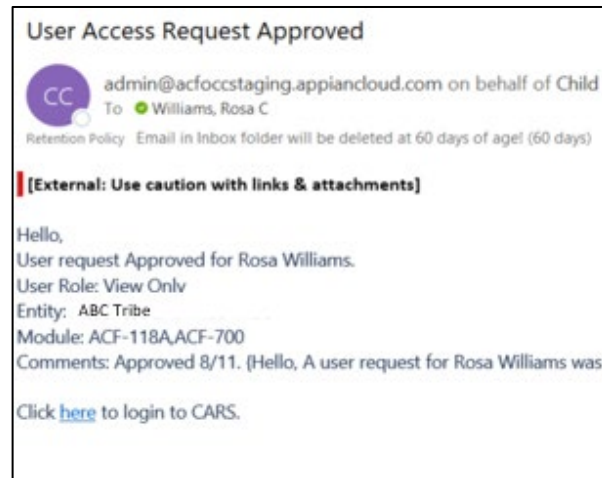 User Access Request Approved
CC
admin@acfoccstaging.appiancloud.com on behalf of Child
To Williams, Rosa C
Retention Policy Email in Inbox folder will be deleted at 60 days of age! (60 days)
[External: Use caution with links & attachments]
Hello,
User request Approved for Rosa Williams.
User Role: View Only
Entity: ABC Tribe
Module: ACF-118A,ACF-700
Comments: Approved 8/11. (Hello, A user request for Rosa Williams was
Click here to login to CARS.